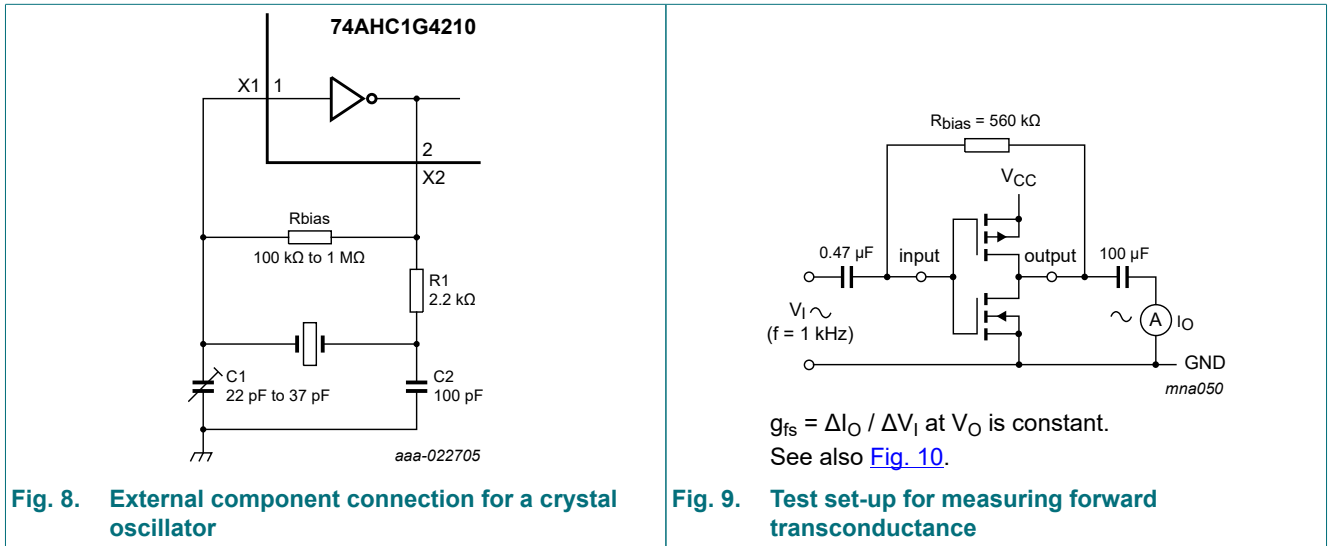 74AHC1G4210
X1 1
2
X2
Rbias
100 kΩ to 1 MΩ
R1
2.2 kΩ
C1
22 pF to 37 pF
C2
100 pF
aaa-022705
Fig. 8. External component connection for a crystal
oscillator
Rbias = 560 kΩ
VCC
0.47 µF
input
output
100 µF
VI
(f = 1 kHz)
A
IO
GND
mna050
gfs = ΔIO / ΔVI at VO is constant.
See also Fig. 10.
Fig. 9. Test set-up for measuring forward
transconductance